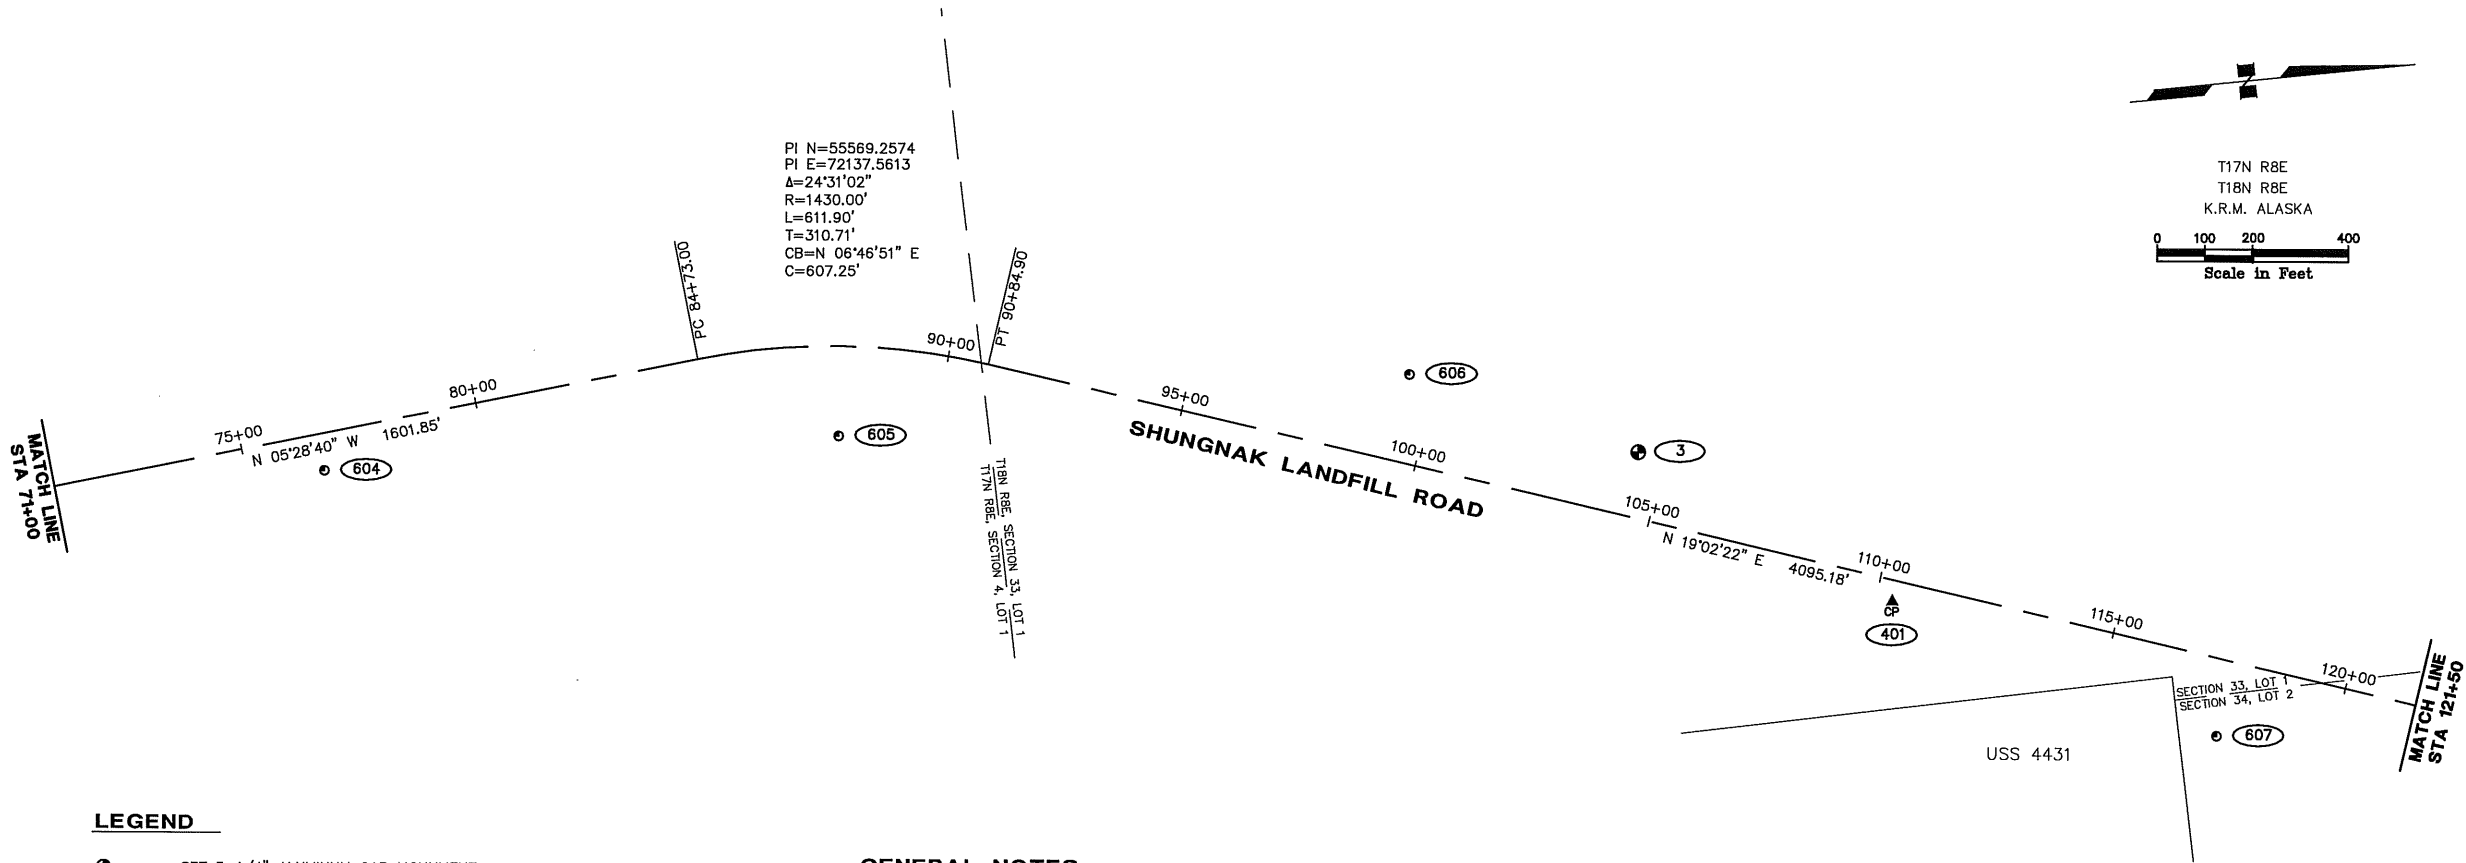 PI N=55569.2574
PI E=72137.5613
Δ=24°31'02"
R=1430.00'
L=611.90'
T=310.71'
CB=N 06°46'51" E
C=607.25'
T17N R8E
T18N R8E
K.R.M. ALASKA
0 100 200 400
Scale in Feet
PC 84+73.00
PT 90+84.90
MATCH LINE
STA 71+00
75+00
N 05°28'40" W 1601.85'
604
80+00
605
90+00
T18N R8E, SECTION 33, LOT 1
T17N R8E, SECTION 4, LOT 1
95+00
SHUNGNAK LANDFILL ROAD
606
100+00
3
105+00
N 19°02'22" E 4095.18'
110+00
CP
401
115+00
120+00
SECTION 33, LOT 1
SECTION 34, LOT 2
607
USS 4431
MATCH LINE
STA 121+50
LEGEND
GENERAL NOTES